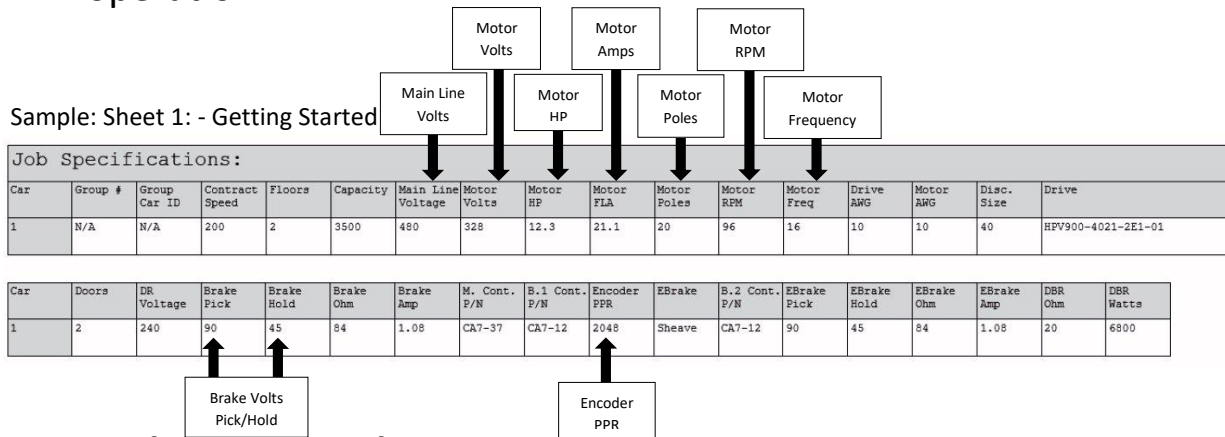 Motor
Volts
Motor
Amps
Motor
RPM
Main Line
Volts
Motor
HP
Motor
Poles
Motor
Frequency
Sample: Sheet 1: - Getting Started
Job Specifications:
Car Group # Group Car ID Contract Speed Floors Capacity Main Line Voltage Motor Volts Motor HP Motor FLA Motor Poles Motor RPM Motor Freq Drive AWG Motor AWG Disc. Size Drive
1 N/A N/A 200 2 3500 480 328 12.3 21.1 20 96 16 10 10 40 HPV900-4021-2E1-01
Car Doors DR Voltage Brake Pick Brake Hold Brake Ohm Brake Amp M. Cont. P/N B.1 Cont. P/N Encoder PPR EBrake B.2 Cont. P/N EBrake Pick EBrake Hold EBrake Ohm EBrake Amp DBR Ohm DBR Watts
1 2 240 90 45 84 1.08 CA7-37 CA7-12 2048 Sheave CA7-12 90 45 84 1.08 20 6800
Brake Volts
Pick/Hold
Encoder
PPR